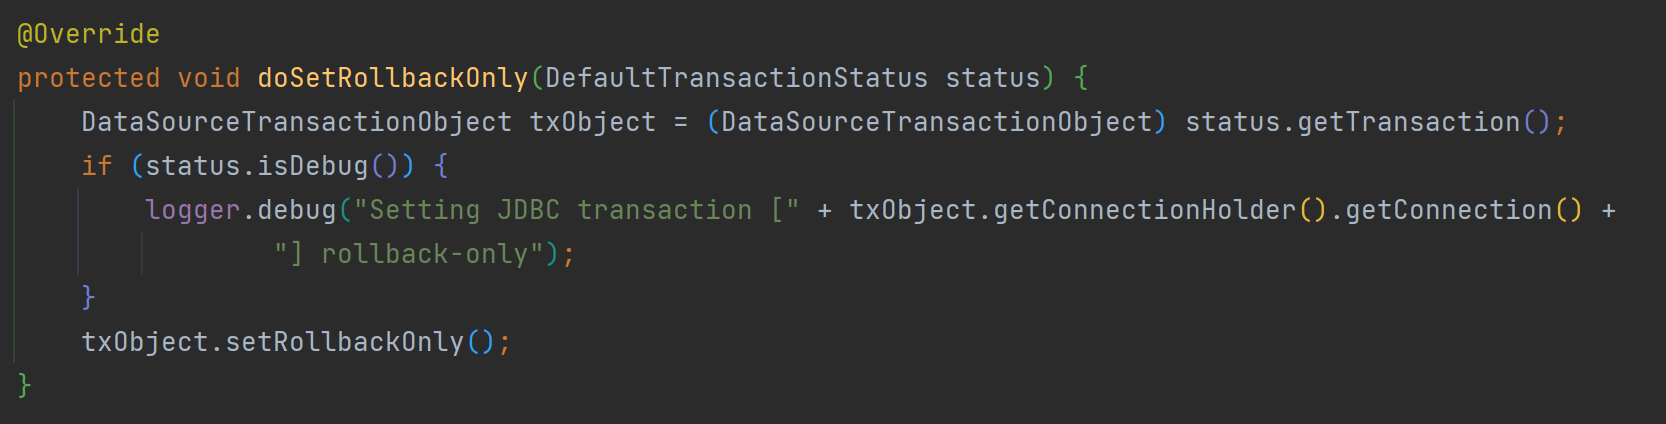 @Override
protected void doSetRollbackOnly(DefaultTransactionStatus status) {
    DataSourceTransactionObject txObject = (DataSourceTransactionObject) status.getTransaction();
    if (status.isDebug()) {
        logger.debug("Setting JDBC transaction [" + txObject.getConnectionHolder().getConnection() +
                "] rollback-only");
    }
    txObject.setRollbackOnly();
}